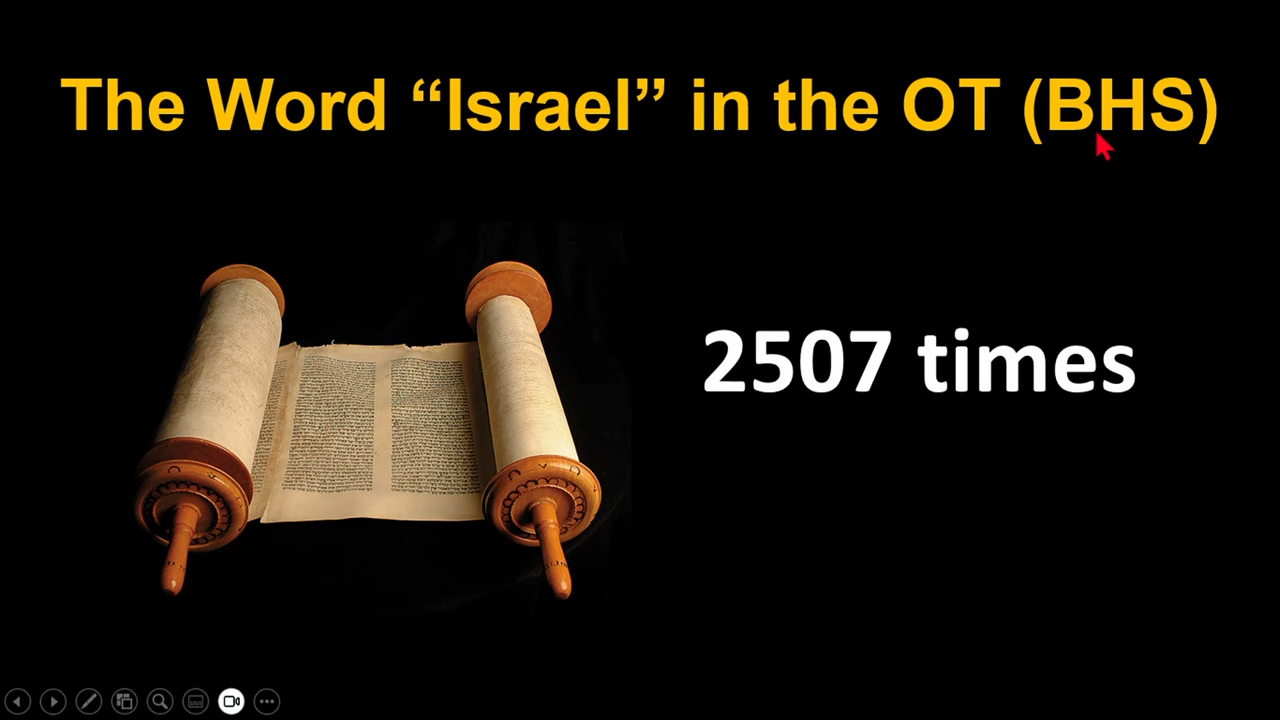 The Word “Israel” in the OT (BHS)
2507 times